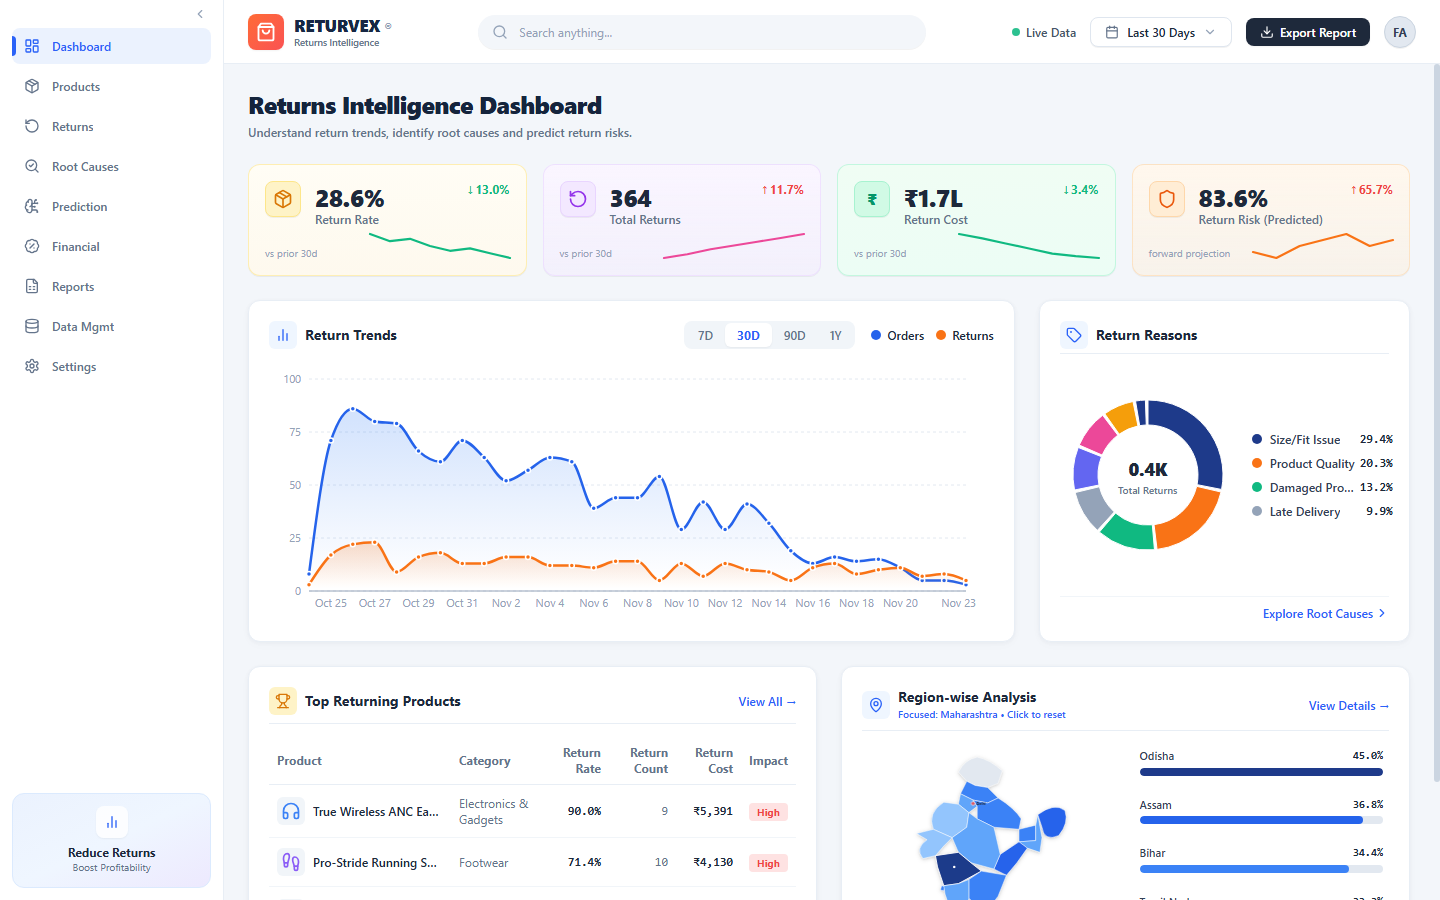 Dashboard
Products
Returns
Root Causes
Prediction
Financial
Reports
Data Mgmt
Settings
Reduce Returns
Boost Profitability
RETURVEX ®
Returns Intelligence
Search anything...
Live Data
Last 30 Days
Export Report
FA
Returns Intelligence Dashboard
Understand return trends, identify root causes and predict return risks.
28.6%
↓ 13.0%
Return Rate
vs prior 30d
364
↑ 11.7%
Total Returns
vs prior 30d
₹
₹1.7L
↓ 3.4%
Return Cost
vs prior 30d
83.6%
↑ 65.7%
Return Risk (Predicted)
forward projection
Return Trends
7D 30D 90D 1Y
Orders Returns
100
75
50
25
0
Oct 25 Oct 27 Oct 29 Oct 31 Nov 2 Nov 4 Nov 6 Nov 8 Nov 10 Nov 12 Nov 14 Nov 16 Nov 18 Nov 20 Nov 23
Return Reasons
0.4K
Total Returns
Size/Fit Issue 29.4%
Product Quality 20.3%
Damaged Pro... 13.2%
Late Delivery 9.9%
Explore Root Causes
Top Returning Products
View All →
Product Category Return Rate Return Count Return Cost Impact
True Wireless ANC Ea... Electronics & Gadgets 90.0% 9 ₹5,391 High
Pro-Stride Running S... Footwear 71.4% 10 ₹4,130 High
Region-wise Analysis
Focused: Maharashtra • Click to reset
View Details →
Odisha 45.0%
Assam 36.8%
Bihar 34.4%